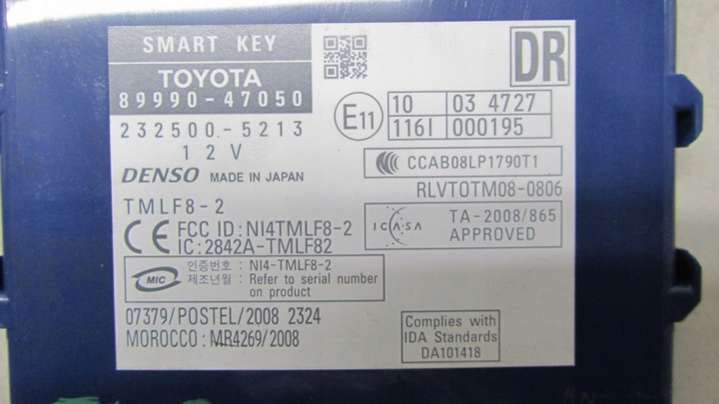 SMART KEY
TOYOTA
89990-47050
232500-5213
12V
DENSO MADE IN JAPAN
TMLF8-2
CE FCC ID:NI4TMLF8-2
IC:2842A-TMLF82
MIC
인증번호 : NI4-TMLF8-2
제조년월 : Refer to serial number
on product
07379/POSTEL/2008 2324
MOROCCO:MR4269/2008
DR
E11
10 03 4727
116I 000195
CCAB08LP1790T1
RLVTOTM08-0806
ICASA
TA-2008/865
APPROVED
Complies with
IDA Standards
DA101418